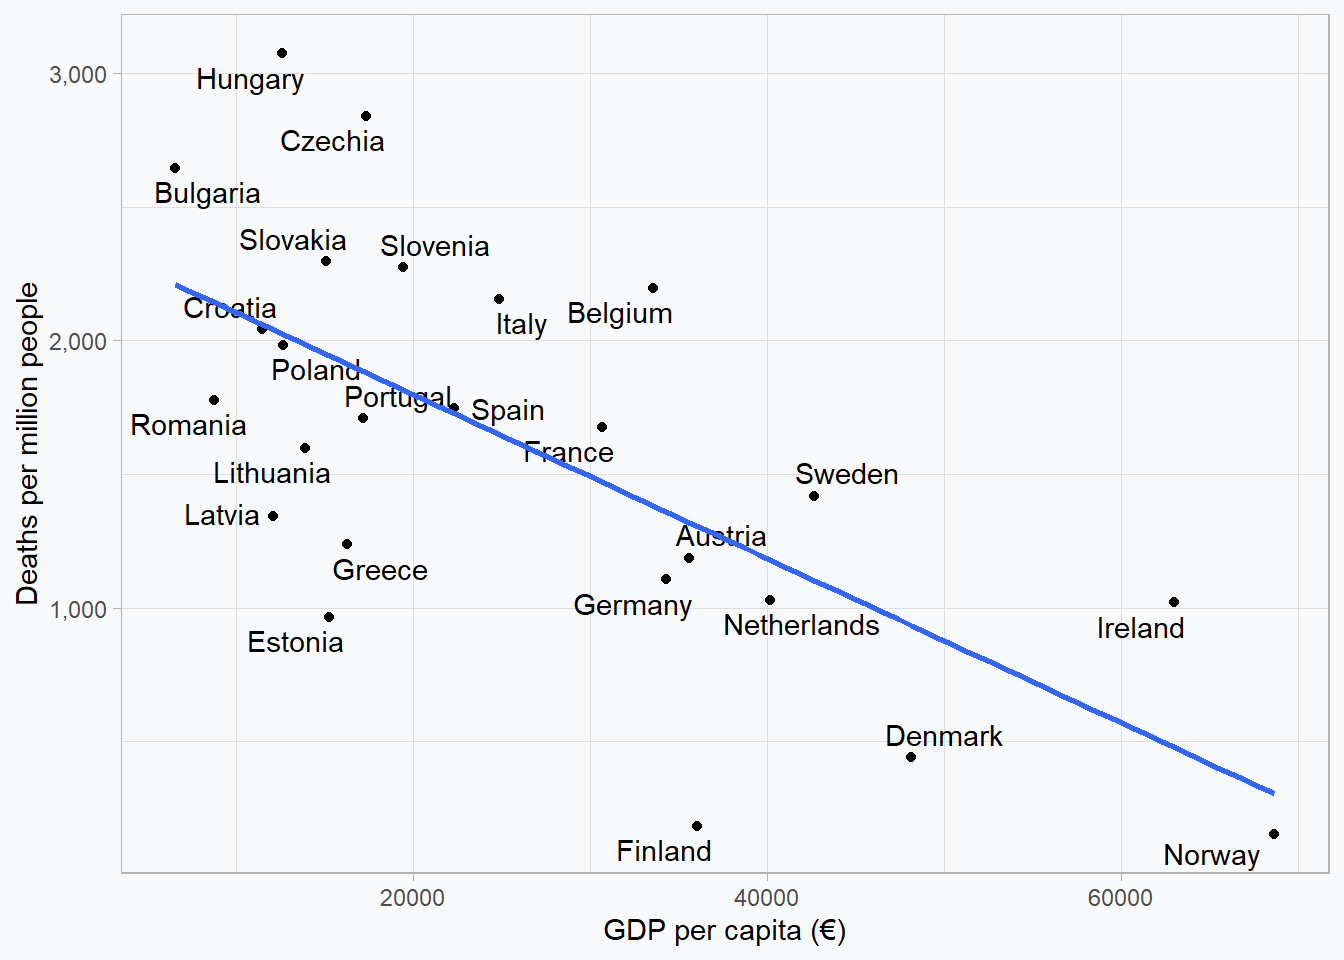 3,000
2,000
1,000
Deaths per million people
Hungary
Czechia
Bulgaria
Slovakia
Slovenia
Croatia
Italy
Belgium
Poland
Portugal
Spain
Romania
France
Lithuania
Sweden
Latvia
Austria
Greece
Germany
Netherlands
Ireland
Estonia
Denmark
Finland
Norway
20000
40000
60000
GDP per capita (€)